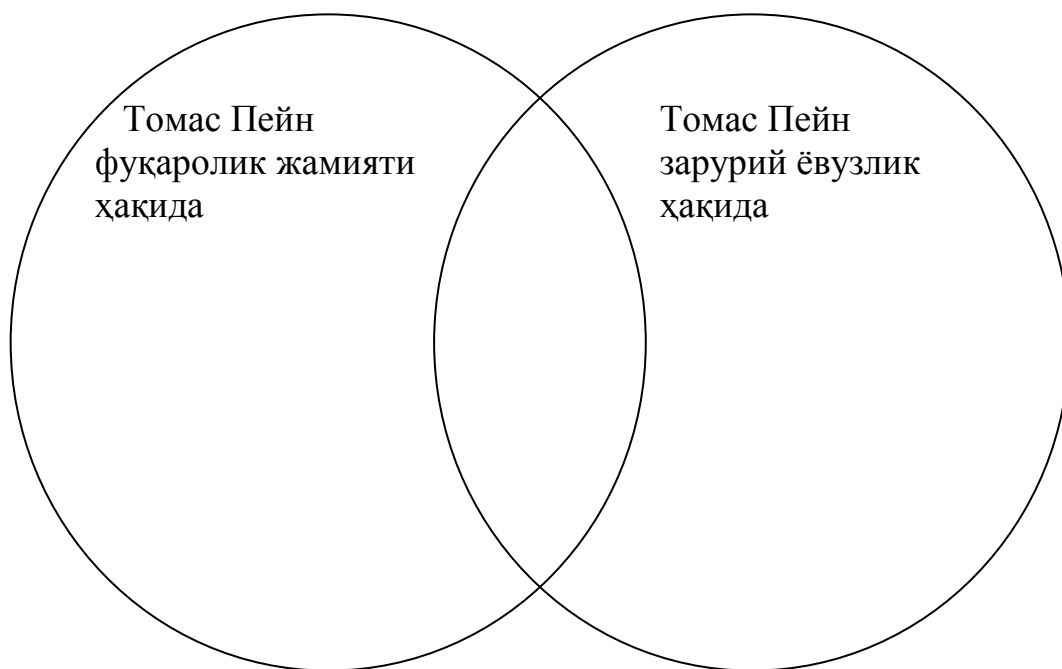 Томас Пейн
фуқаролик жамияти
ҳақида
Томас Пейн
зарурий ёвузлик
ҳақида